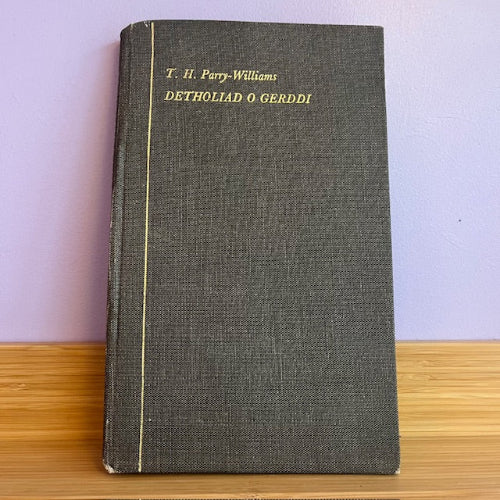 T. H. Parry-Williams
DETHOLIAD O GERDDI